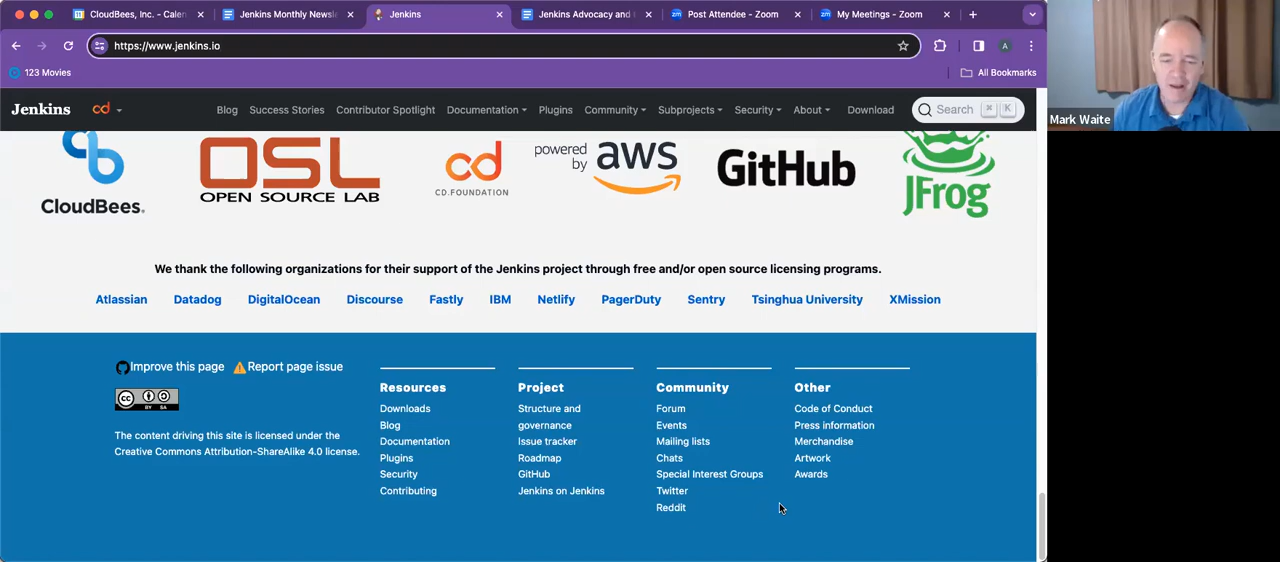 CloudBees, Inc. - Calen
Jenkins Monthly Newsle
Jenkins
Jenkins Advocacy and
Post Attendee - Zoom
My Meetings - Zoom
https://www.jenkins.io
A
123 Movies
All Bookmarks
Jenkins
cd
Blog
Success Stories
Contributor Spotlight
Documentation
Plugins
Community
Subprojects
Security
About
Download
Search
⌘ K
Mark Waite
CloudBees.
OSL
OPEN SOURCE LAB
cd
CD.FOUNDATION
powered by aws
GitHub
JFrog
We thank the following organizations for their support of the Jenkins project through free and/or open source licensing programs.
Atlassian Datadog DigitalOcean Discourse Fastly IBM Netlify PagerDuty Sentry Tsinghua University XMission
Improve this page Report page issue
CC BY SA
The content driving this site is licensed under the
Creative Commons Attribution-ShareAlike 4.0 license.
Resources
Downloads
Blog
Documentation
Plugins
Security
Contributing
Project
Structure and
governance
Issue tracker
Roadmap
GitHub
Jenkins on Jenkins
Community
Forum
Events
Mailing lists
Chats
Special Interest Groups
Twitter
Reddit
Other
Code of Conduct
Press information
Merchandise
Artwork
Awards